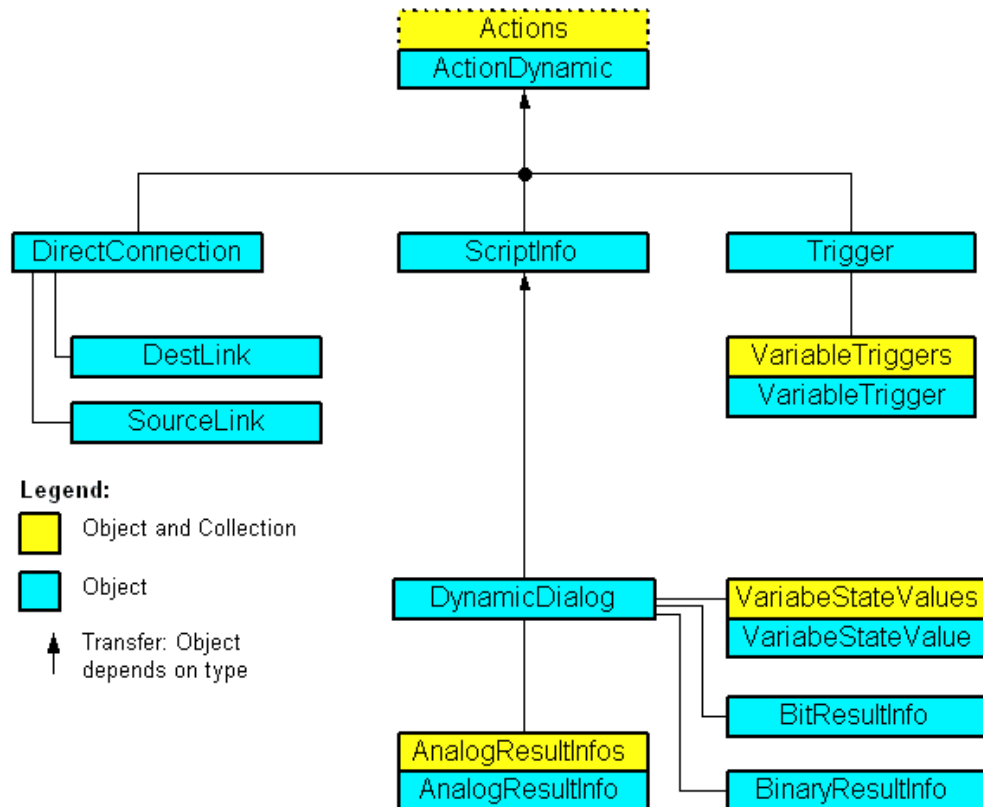 Actions
ActionDynamic
DirectConnection
ScriptInfo
Trigger
DestLink
SourceLink
VariableTriggers
VariableTrigger
Legend:
Object and Collection
Object
Transfer: Object
depends on type
DynamicDialog
VariabeStateValues
VariabeStateValue
BitResultInfo
AnalogResultInfos
AnalogResultInfo
BinaryResultInfo